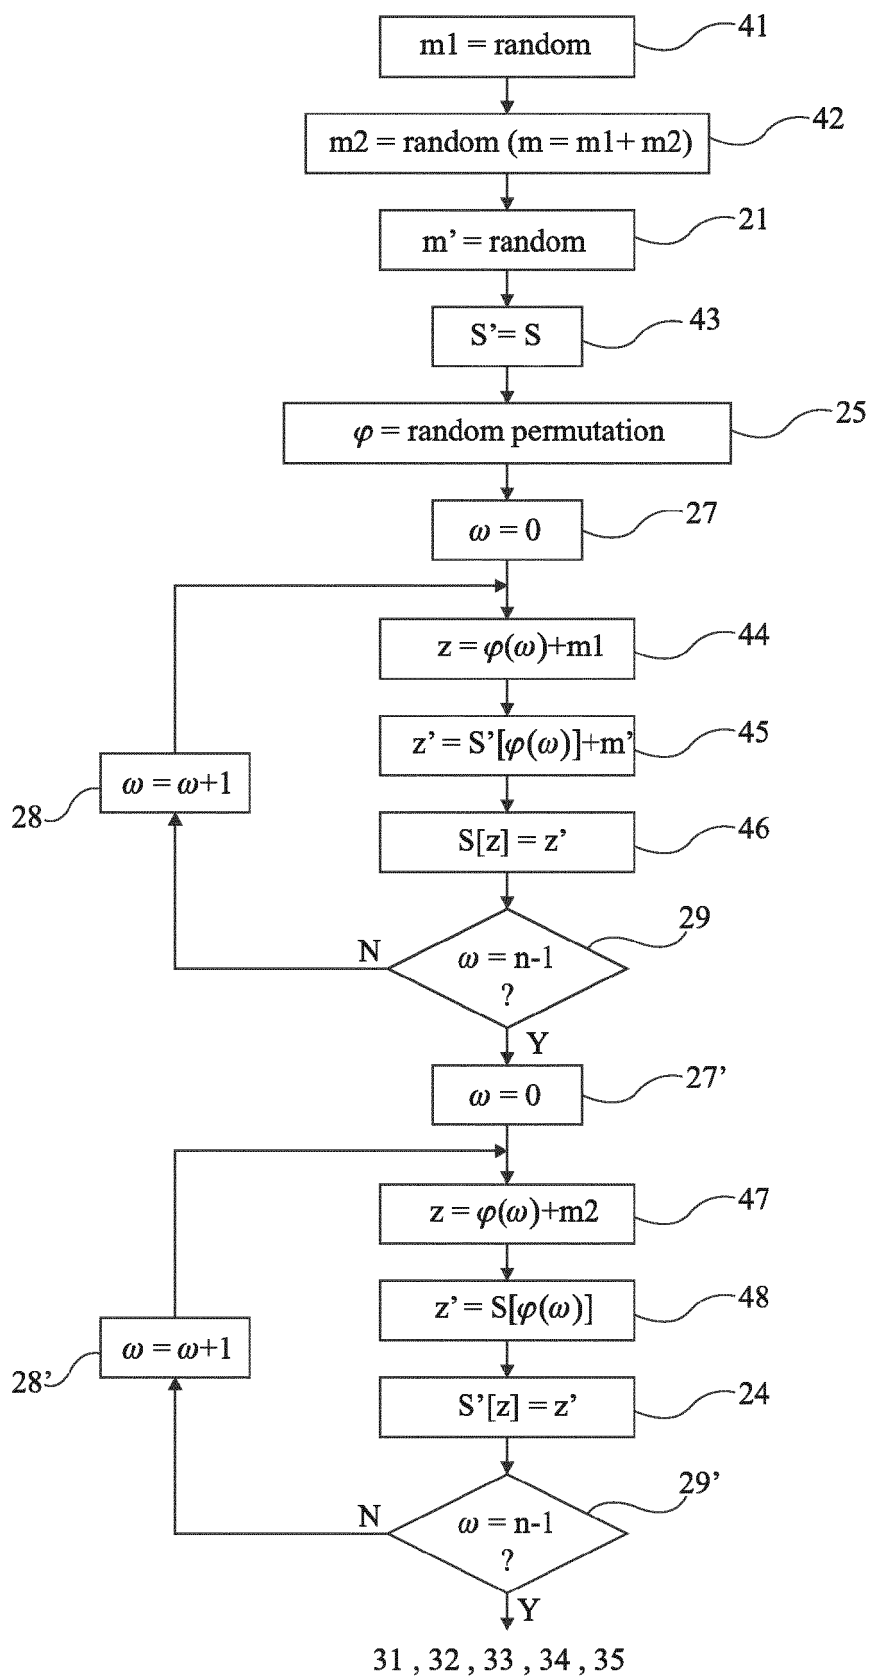 m1 = random
41
m2 = random (m = m1+ m2)
42
m’ = random
21
S’= S
43
φ = random permutation
25
ω = 0
27
z = φ(ω)+m1
44
z’ = S’[φ(ω)]+m’
45
ω = ω+1
28
S[z] = z’
46
ω = n-1
?
29
N
Y
ω = 0
27’
z = φ(ω)+m2
47
z’ = S[φ(ω)]
48
ω = ω+1
28’
S’[z] = z’
24
ω = n-1
?
29’
N
Y
31 , 32 , 33 , 34 , 35